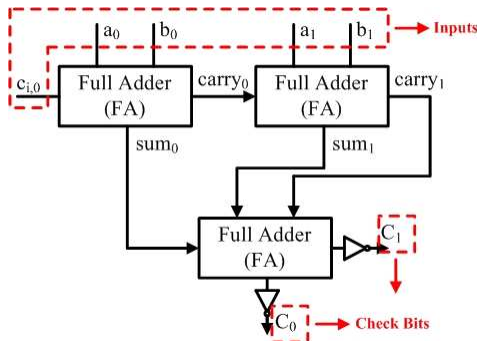 a₀ b₀ a₁ b₁ Inputs
cᵢ,₀ Full Adder (FA) carry₀ Full Adder (FA) carry₁
sum₀ sum₁
Full Adder (FA) C₁
C₀ Check Bits